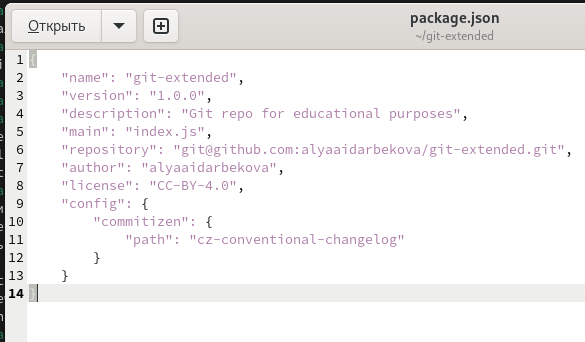 Открыть
package.json
~/git-extended
1 {
2     "name": "git-extended",
3     "version": "1.0.0",
4     "description": "Git repo for educational purposes",
5     "main": "index.js",
6     "repository": "git@github.com:alyaaidarbekova/git-extended.git",
7     "author": "alyaaidarbekova",
8     "license": "CC-BY-4.0",
9     "config": {
10         "commitizen": {
11             "path": "cz-conventional-changelog"
12         }
13     }
14 }